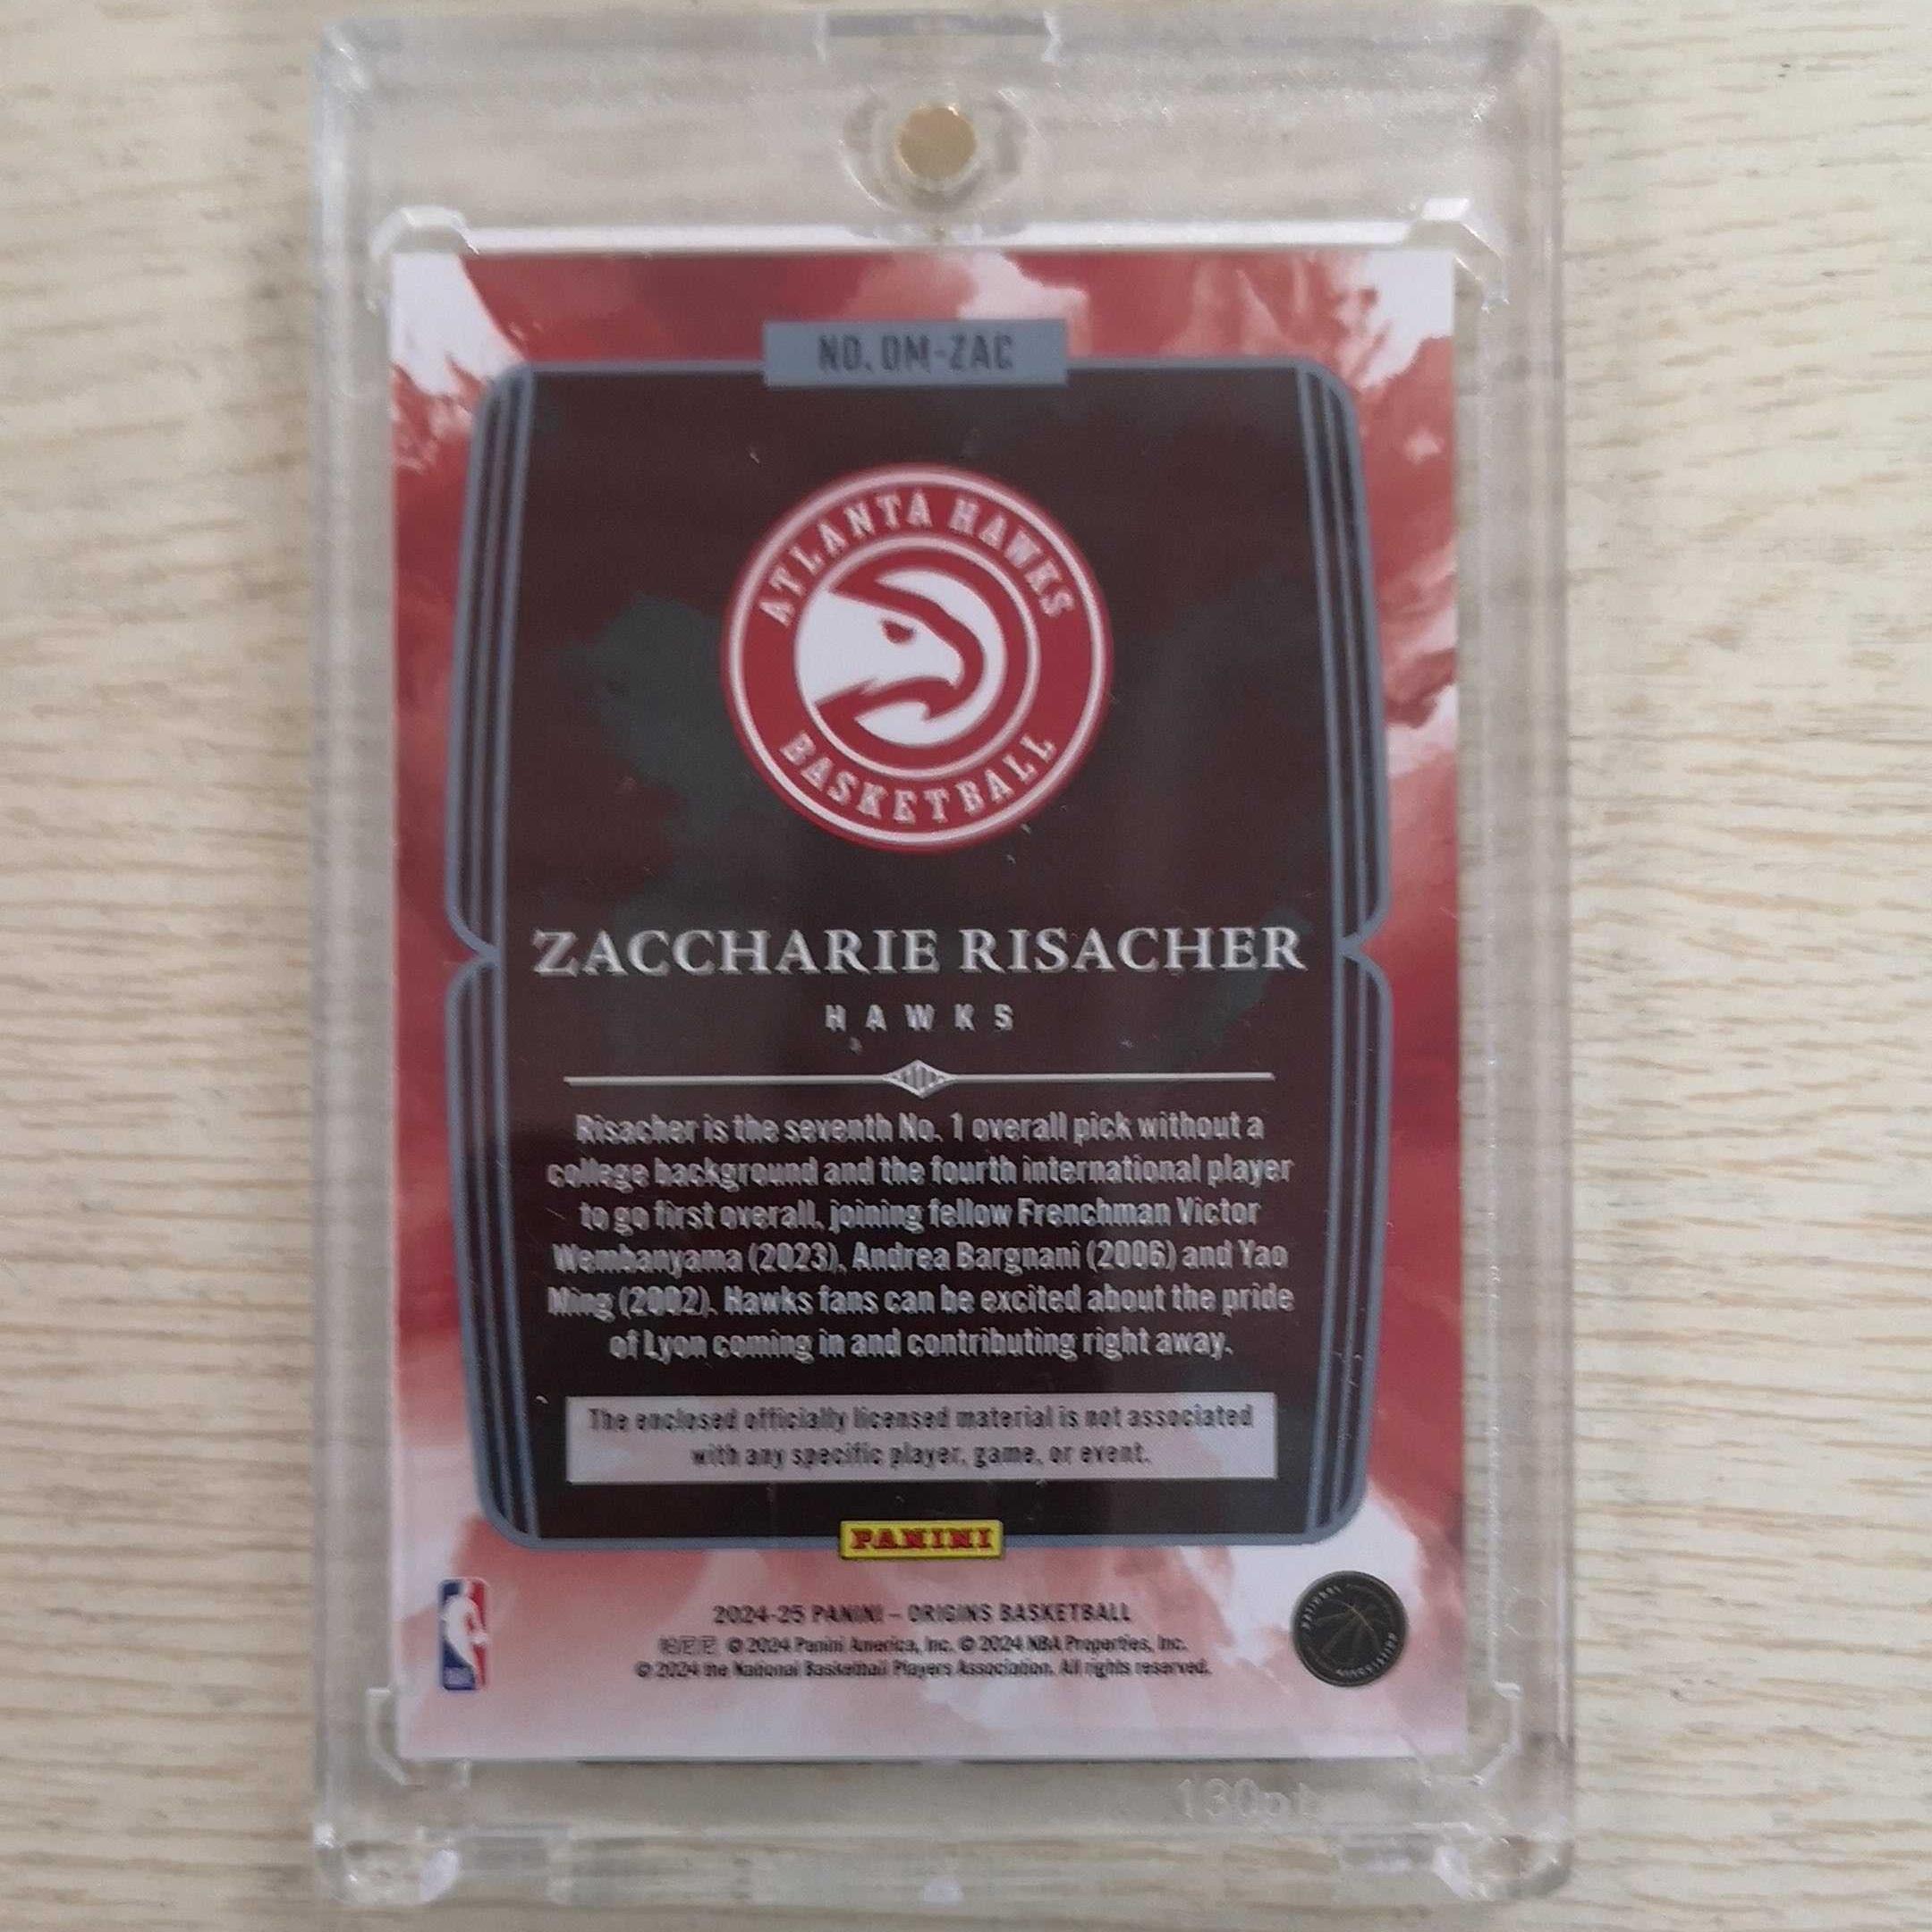 NO. OM-ZAC
ATLANTA HAWKS
BASKETBALL
ZACCHARIE RISACHER
HAWKS
Risacher is the seventh No. 1 overall pick without a
college background and the fourth international player
to go first overall, joining fellow Frenchman Victor
Wembanyama (2023), Andrea Bargnani (2006) and Yao
Ming (2002). Hawks fans can be excited about the pride
of Lyon coming in and contributing right away.
The enclosed officially licensed material is not associated
with any specific player, game, or event.
PANINI
2024-25 PANINI – ORIGINS BASKETBALL
© 2024 Panini America, Inc. © 2024 NBA Properties, Inc.
© 2024 the National Basketball Players Association. All rights reserved.
130pt